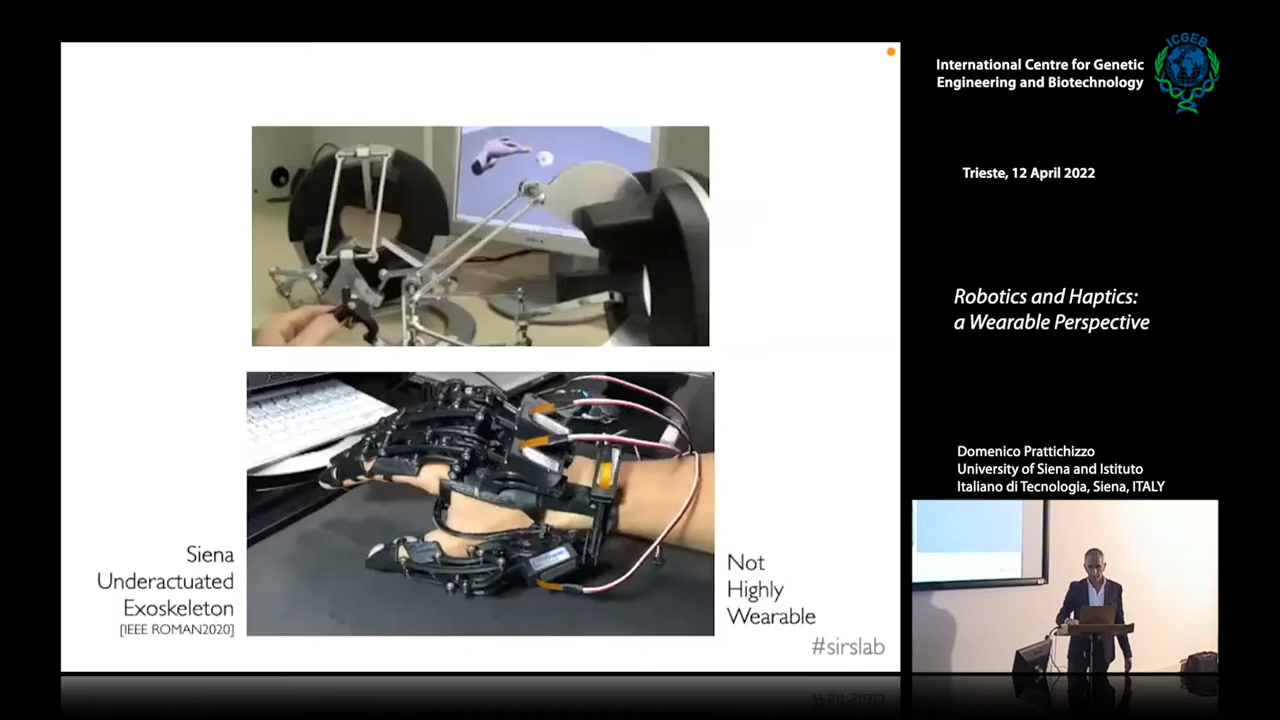 Siena
Underactuated
Exoskeleton
[IEEE ROMAN2020]
Not
Highly
Wearable
#sirslab
ICGEB
International Centre for Genetic
Engineering and Biotechnology
Trieste, 12 April 2022
Robotics and Haptics:
a Wearable Perspective
Domenico Prattichizzo
University of Siena and Istituto
Italiano di Tecnologia, Siena, ITALY